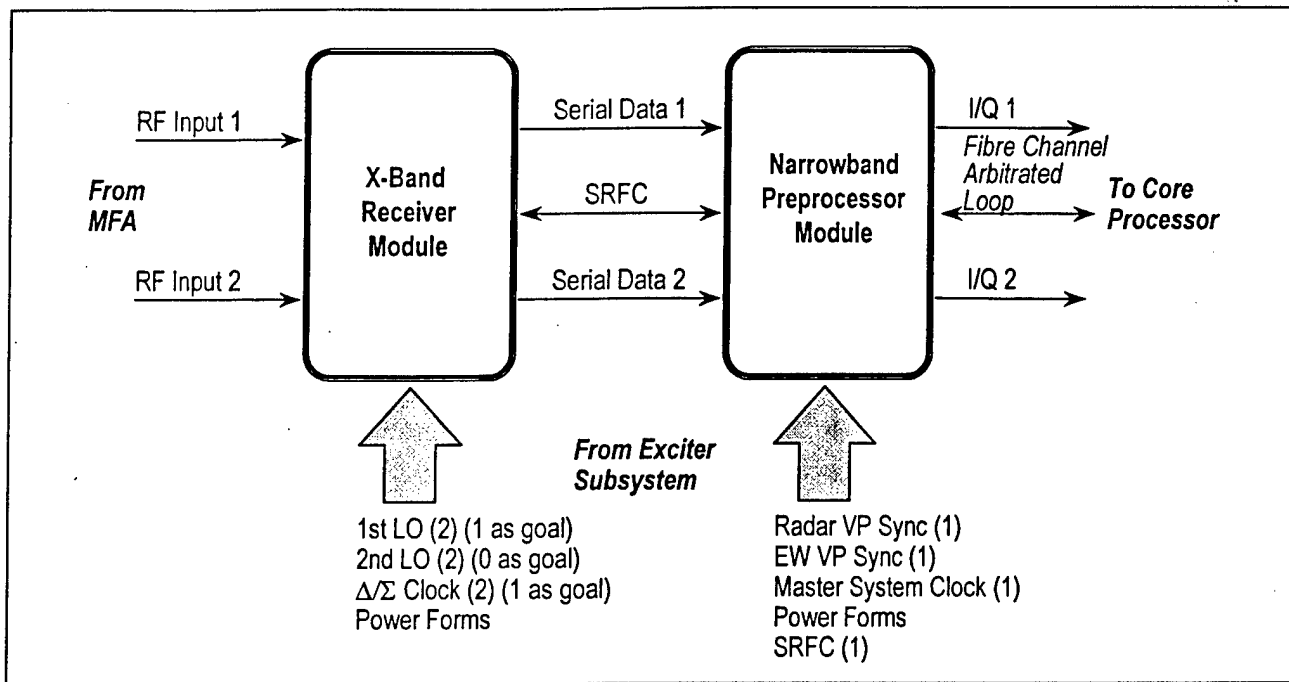 RF Input 1
From
MFA
RF Input 2
X-Band
Receiver
Module
Serial Data 1
SRFC
Serial Data 2
Narrowband
Preprocessor
Module
I/Q 1
Fibre Channel
Arbitrated
Loop
To Core
Processor
I/Q 2
From Exciter
Subsystem
1st LO (2) (1 as goal)
2nd LO (2) (0 as goal)
Δ/Σ Clock (2) (1 as goal)
Power Forms
Radar VP Sync (1)
EW VP Sync (1)
Master System Clock (1)
Power Forms
SRFC (1)